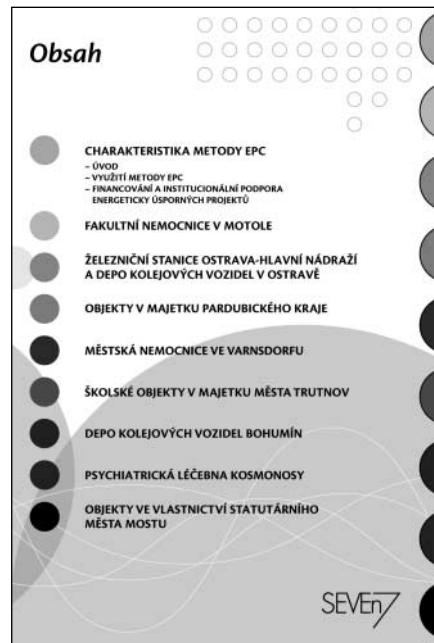 Obsah
CHARAKTERISTIKA METODY EPC
– ÚVOD
– VYUŽITÍ METODY EPC
– FINANCOVÁNÍ A INSTITUCIONÁLNÍ PODPORA
ENERGETICKY ÚSPORNÝCH PROJEKTŮ
FAKULTNÍ NEMOCNICE V MOTOLE
ŽELEZNIČNÍ STANICE OSTRAVA-HLAVNÍ NÁDRAŽÍ
A DEPO KOLEJOVÝCH VOZIDEL V OSTRAVĚ
OBJEKTY V MAJETKU PARDUBICKÉHO KRAJE
MĚSTSKÁ NEMOCNICE VE VARNSDORFU
ŠKOLSKÉ OBJEKTY V MAJETKU MĚSTA TRUTNOV
DEPO KOLEJOVÝCH VOZIDEL BOHUMÍN
PSYCHIATRICKÁ LÉČEBNA KOSMONOSY
OBJEKTY VE VLASTNICTVÍ STATUTÁRNÍHO
MĚSTA MOSTU
SEVEn7